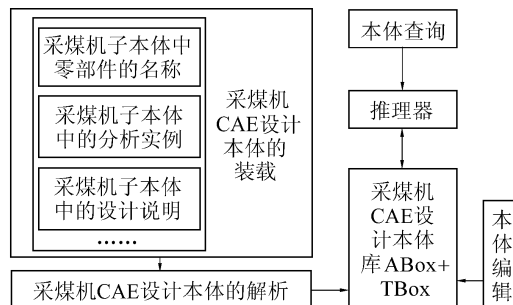 采煤机子本体中
零部件的名称
采煤机子本体
中的分析实例
采煤机子本体
中的设计说明
……
采煤机
CAE设计
本体的
装载
采煤机CAE设计本体的解析
本体查询
推理器
采煤机
CAE设
计本体
库ABox+
TBox
本
体
编
辑